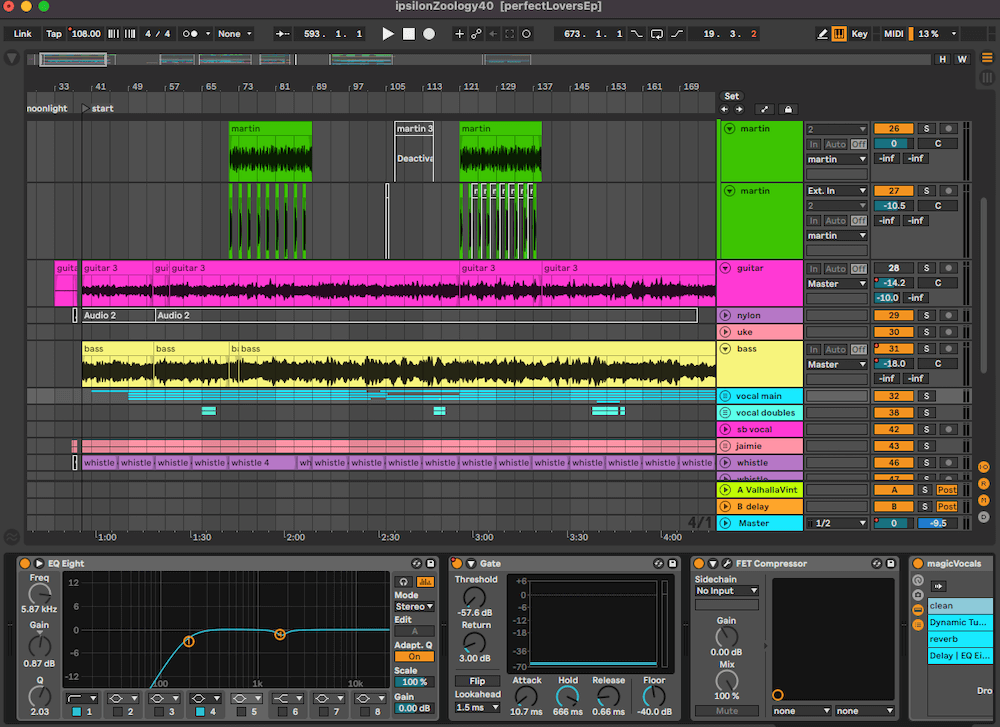 ipsilonZoology40 [perfectLoversEp]
Link Tap 108.00 4 / 4 None 593. 1. 1 673. 1. 1 19. 3. 2 Key MIDI 13 %
H W
33 41 49 57 65 73 81 89 97 105 113 121 129 137 145 153 161 169
Set
moonlight start
martin martin 3 martin martin 2 26 S
In Auto Off 0 C
Deactiva martin -inf -inf
martin Ext. In 27 S
2 -10.5 C
In Auto Off -inf -inf
martin
guita guitar 3 gui guitar 3 guitar 3 guitar 3 guitar In Auto Off 28 S
Master -14.2 C
-10.0 -inf
Audio 2 Audio 2 nylon 29 S
uke 30 S
bass bass ba bass bass In Auto Off 31 S
Master -18.0 C
-inf -inf
vocal main 32 S
vocal doubles 38 S
sb vocal 42 S
jaimie 43 S
whistle whistle whistle whistle whistle 4 whistle whistle whistle whistle whistle whistle whistle whistle whistle whistle whistle whistle 46 S
whistle 47 S
A ValhallaVint A S Post
B delay B S Post
4/1 Master 1/2 0 -9.5
1:00 1:30 2:00 2:30 3:00 3:30 4:00
EQ Eight
Freq
5.87 kHz
Gain
0.87 dB
Q
2.03
12
6
0
-6
-12
100 1k 10k
1 4
1 2 3 4 5 6 7 8
Mode
Stereo
Edit
A
Adapt. Q
On
Scale
100 %
Gain
0.00 dB
Gate
Threshold
-57.6 dB
Return
3.00 dB
Flip
Lookahead
1.5 ms
+6
0
-6
-12
-18
-36
-70
Attack Hold Release Floor
10.7 ms 666 ms 0.66 ms -40.0 dB
FET Compressor
Sidechain
No Input
Gain
0.00 dB
Mix
100 %
Mute
none none
magicVocals
clean
Dynamic Tu...
reverb
Delay | EQ Ei...
Dro